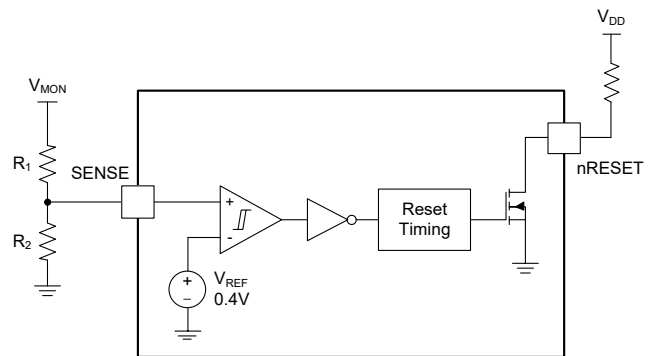 VDD
VMON
R1
SENSE
nRESET
+
-
Reset
Timing
R2
+
−
VREF
0.4V